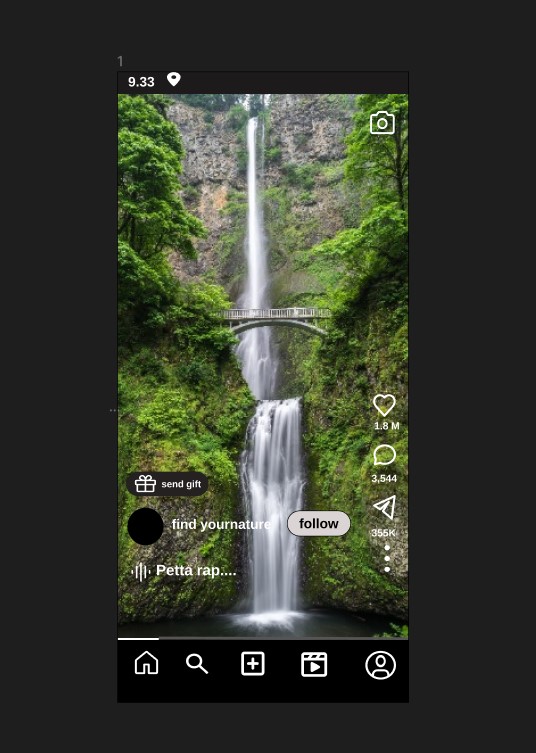 1
9.33
1.8 M
3,544
send gift
find yournature
follow
355K
Petta rap....